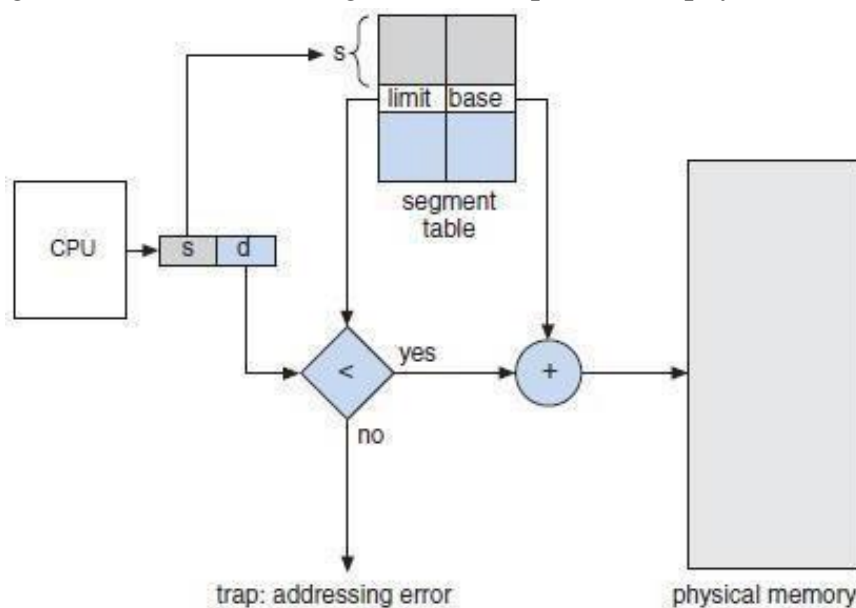 s
limit base
segment
table
CPU
s d
<
yes
+
no
trap: addressing error
physical memory